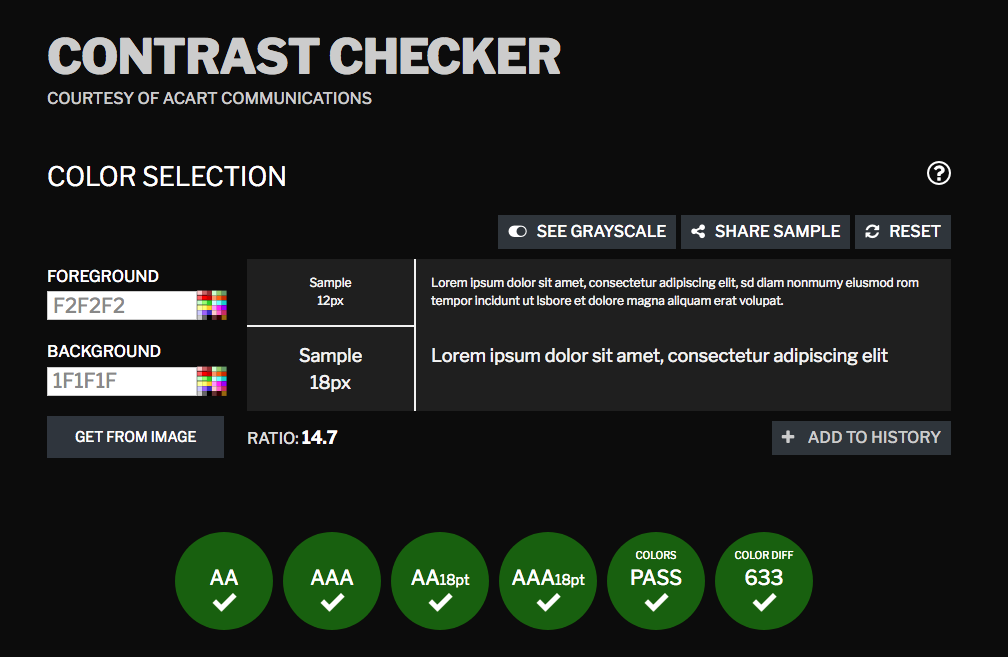 CONTRAST CHECKER
COURTESY OF ACART COMMUNICATIONS
COLOR SELECTION
SEE GRAYSCALE
SHARE SAMPLE
RESET
FOREGROUND
F2F2F2
BACKGROUND
1F1F1F
GET FROM IMAGE
Sample
12px
Lorem ipsum dolor sit amet, consectetur adipiscing elit, sd diam nonmumy eiusmod rom
tempor incidunt ut lsbore et dolore magna aliquam erat volupat.
Sample
18px
Lorem ipsum dolor sit amet, consectetur adipiscing elit
RATIO: 14.7
ADD TO HISTORY
AA
AAA
AA18pt
AAA18pt
COLORS
PASS
COLOR DIFF
633